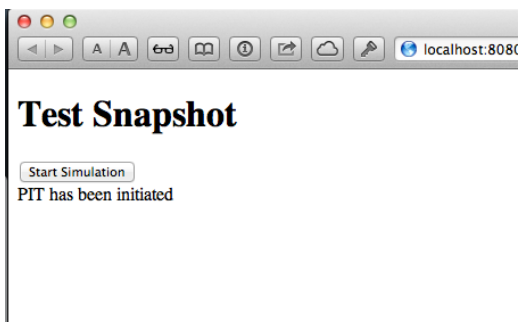 A A
localhost:8080
Test Snapshot
Start Simulation
PIT has been initiated